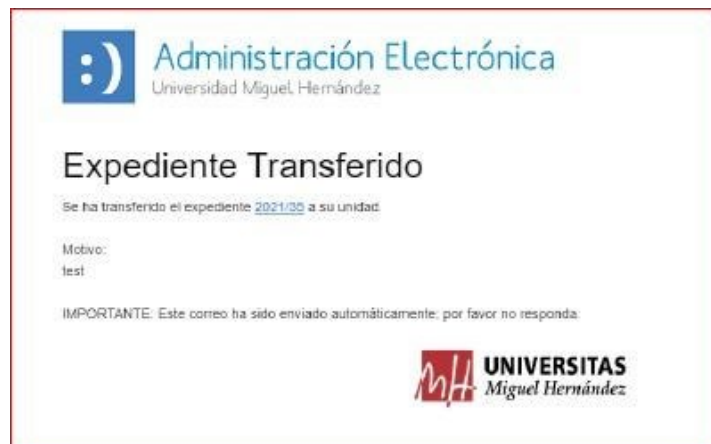 :) Administración Electrónica
Universidad Miguel Hernández
Expediente Transferido
Se ha transferido el expediente 2021/35 a su unidad.
Motivo:
test
IMPORTANTE: Este correo ha sido enviado automáticamente, por favor no responda.
MH UNIVERSITAS
Miguel Hernández